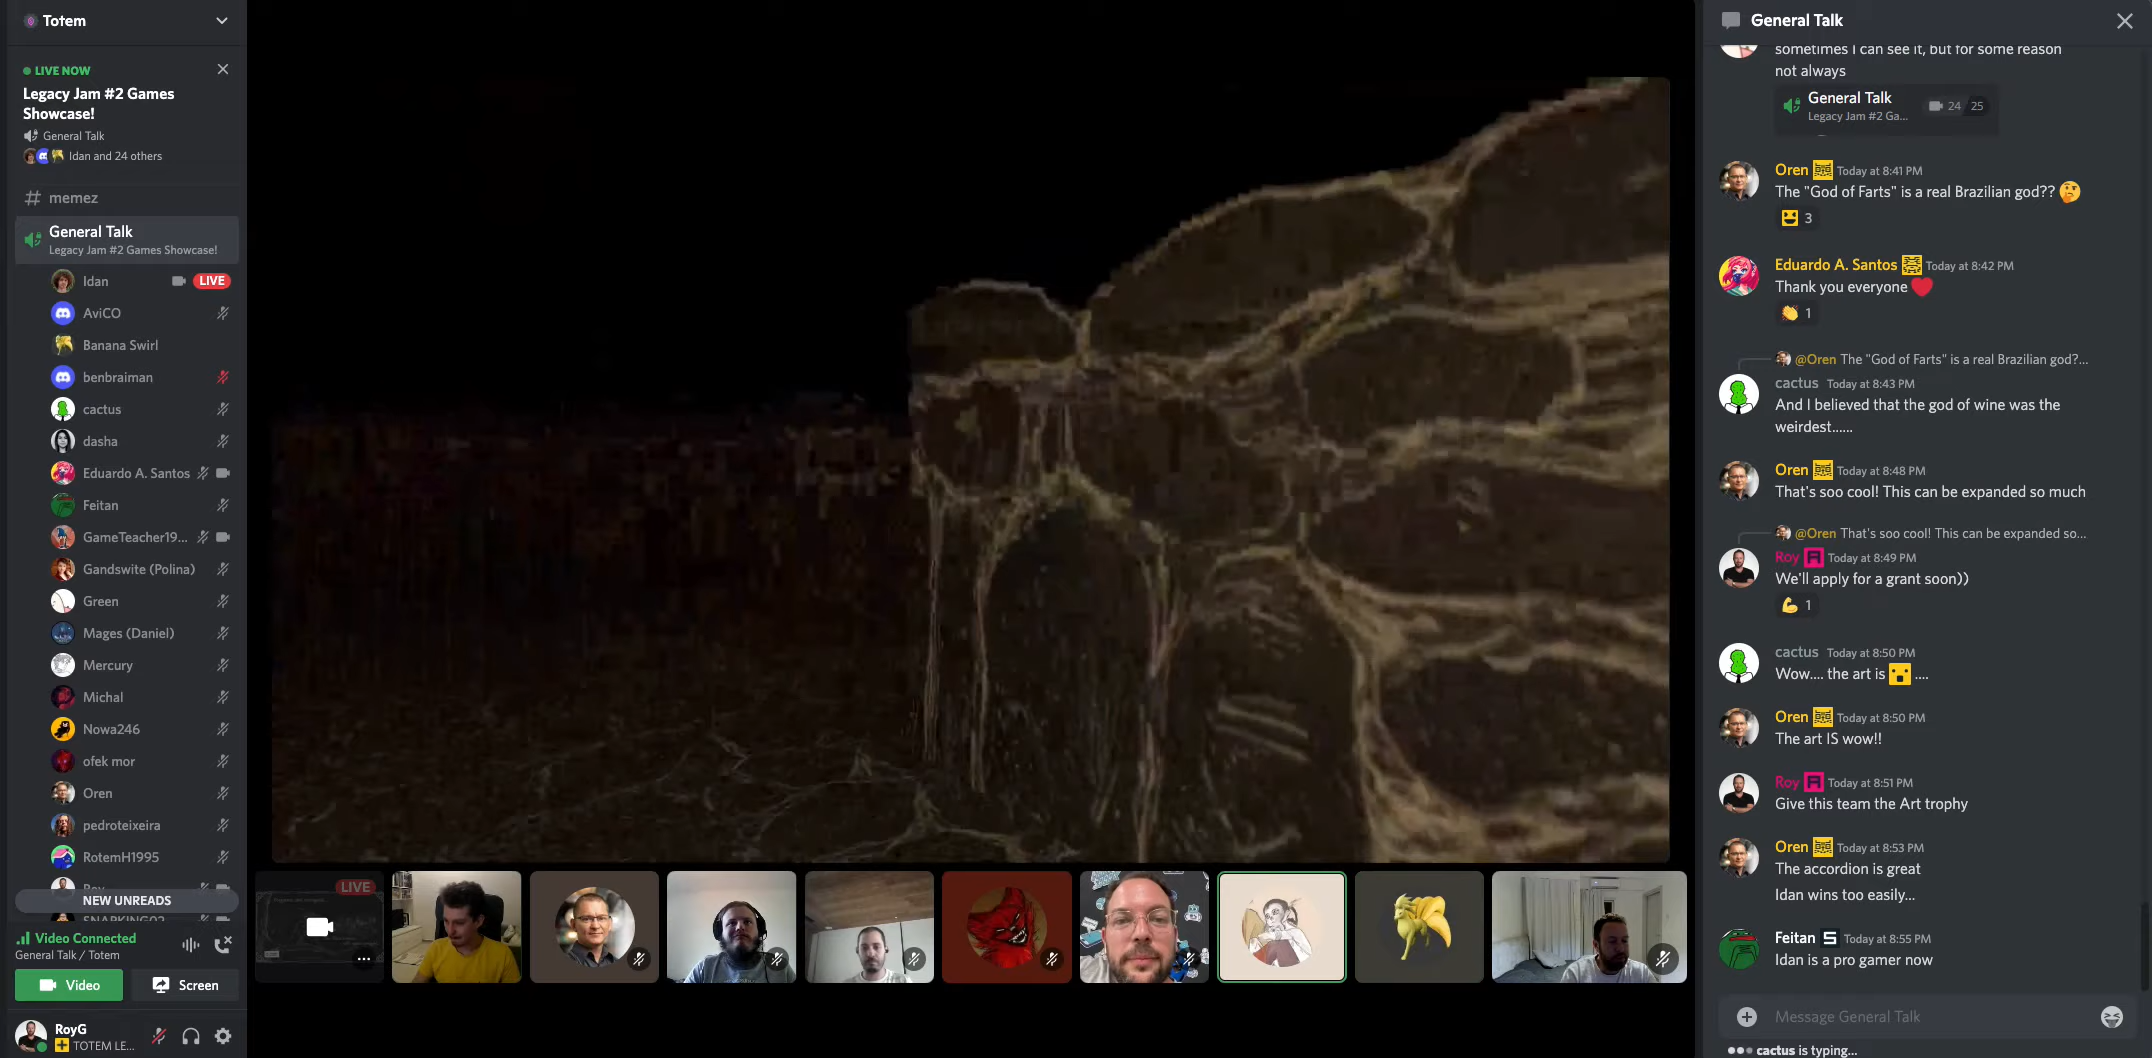 Totem
LIVE NOW
Legacy Jam #2 Games
Showcase!
General Talk
Idan and 24 others
# memez
General Talk
Legacy Jam #2 Games Showcase!
Idan
LIVE
AviCO
Banana Swirl
benbraiman
cactus
dasha
Eduardo A. Santos
Feitan
GameTeacher19...
Gandswite (Polina)
Green
Mages (Daniel)
Mercury
Michal
Nowa246
ofek mor
Oren
pedroteixeira
RotemH1995
Roy
NEW UNREADS
SNARKING02
Video Connected
General Talk / Totem
Video
Screen
RoyG
TOTEM LE...
LIVE
General Talk
sometimes I can see it, but for some reason
not always
General Talk
24 25
Legacy Jam #2 Ga...
Oren Today at 8:41 PM
The "God of Farts" is a real Brazilian god?? 🤔
3
Eduardo A. Santos Today at 8:42 PM
Thank you everyone ❤️
1
@Oren The "God of Farts" is a real Brazilian god?...
cactus Today at 8:43 PM
And I believed that the god of wine was the
weirdest......
Oren Today at 8:48 PM
That's soo cool! This can be expanded so much
@Oren That's soo cool! This can be expanded so...
Roy Today at 8:49 PM
We'll apply for a grant soon))
1
cactus Today at 8:50 PM
Wow.... the art is ....
Oren Today at 8:50 PM
The art IS wow!!
Roy Today at 8:51 PM
Give this team the Art trophy
Oren Today at 8:53 PM
The accordion is great
Idan wins too easily...
Feitan S Today at 8:55 PM
Idan is a pro gamer now
Message General Talk
cactus is typing...